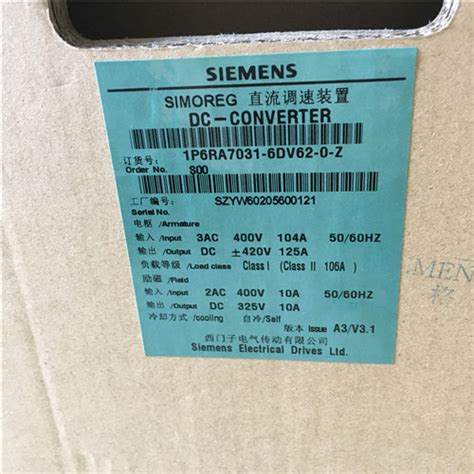 SIEMENS
SIMOREG 直流调速装置
DC-CONVERTER
订货号: 1P6RA7031-6DV62-0-Z
Order No. S00
工厂编号: SZYW60205600121
Serial No.
电枢 /Armature
输入 /Input 3AC 400V 104A 50/60HZ
输出 /Output DC ±420V 125A
负载等级 /Load class Class I (Class II 106A)
励磁 /Field
输入 /Input 2AC 400V 10A 50/60HZ
输出 /Output DC 325V 10A
冷却方式 /cooling 自冷/Self
版本 Issue A3/V3.1
西门子电气传动有限公司
Siemens Electrical Drives Ltd.
MEN